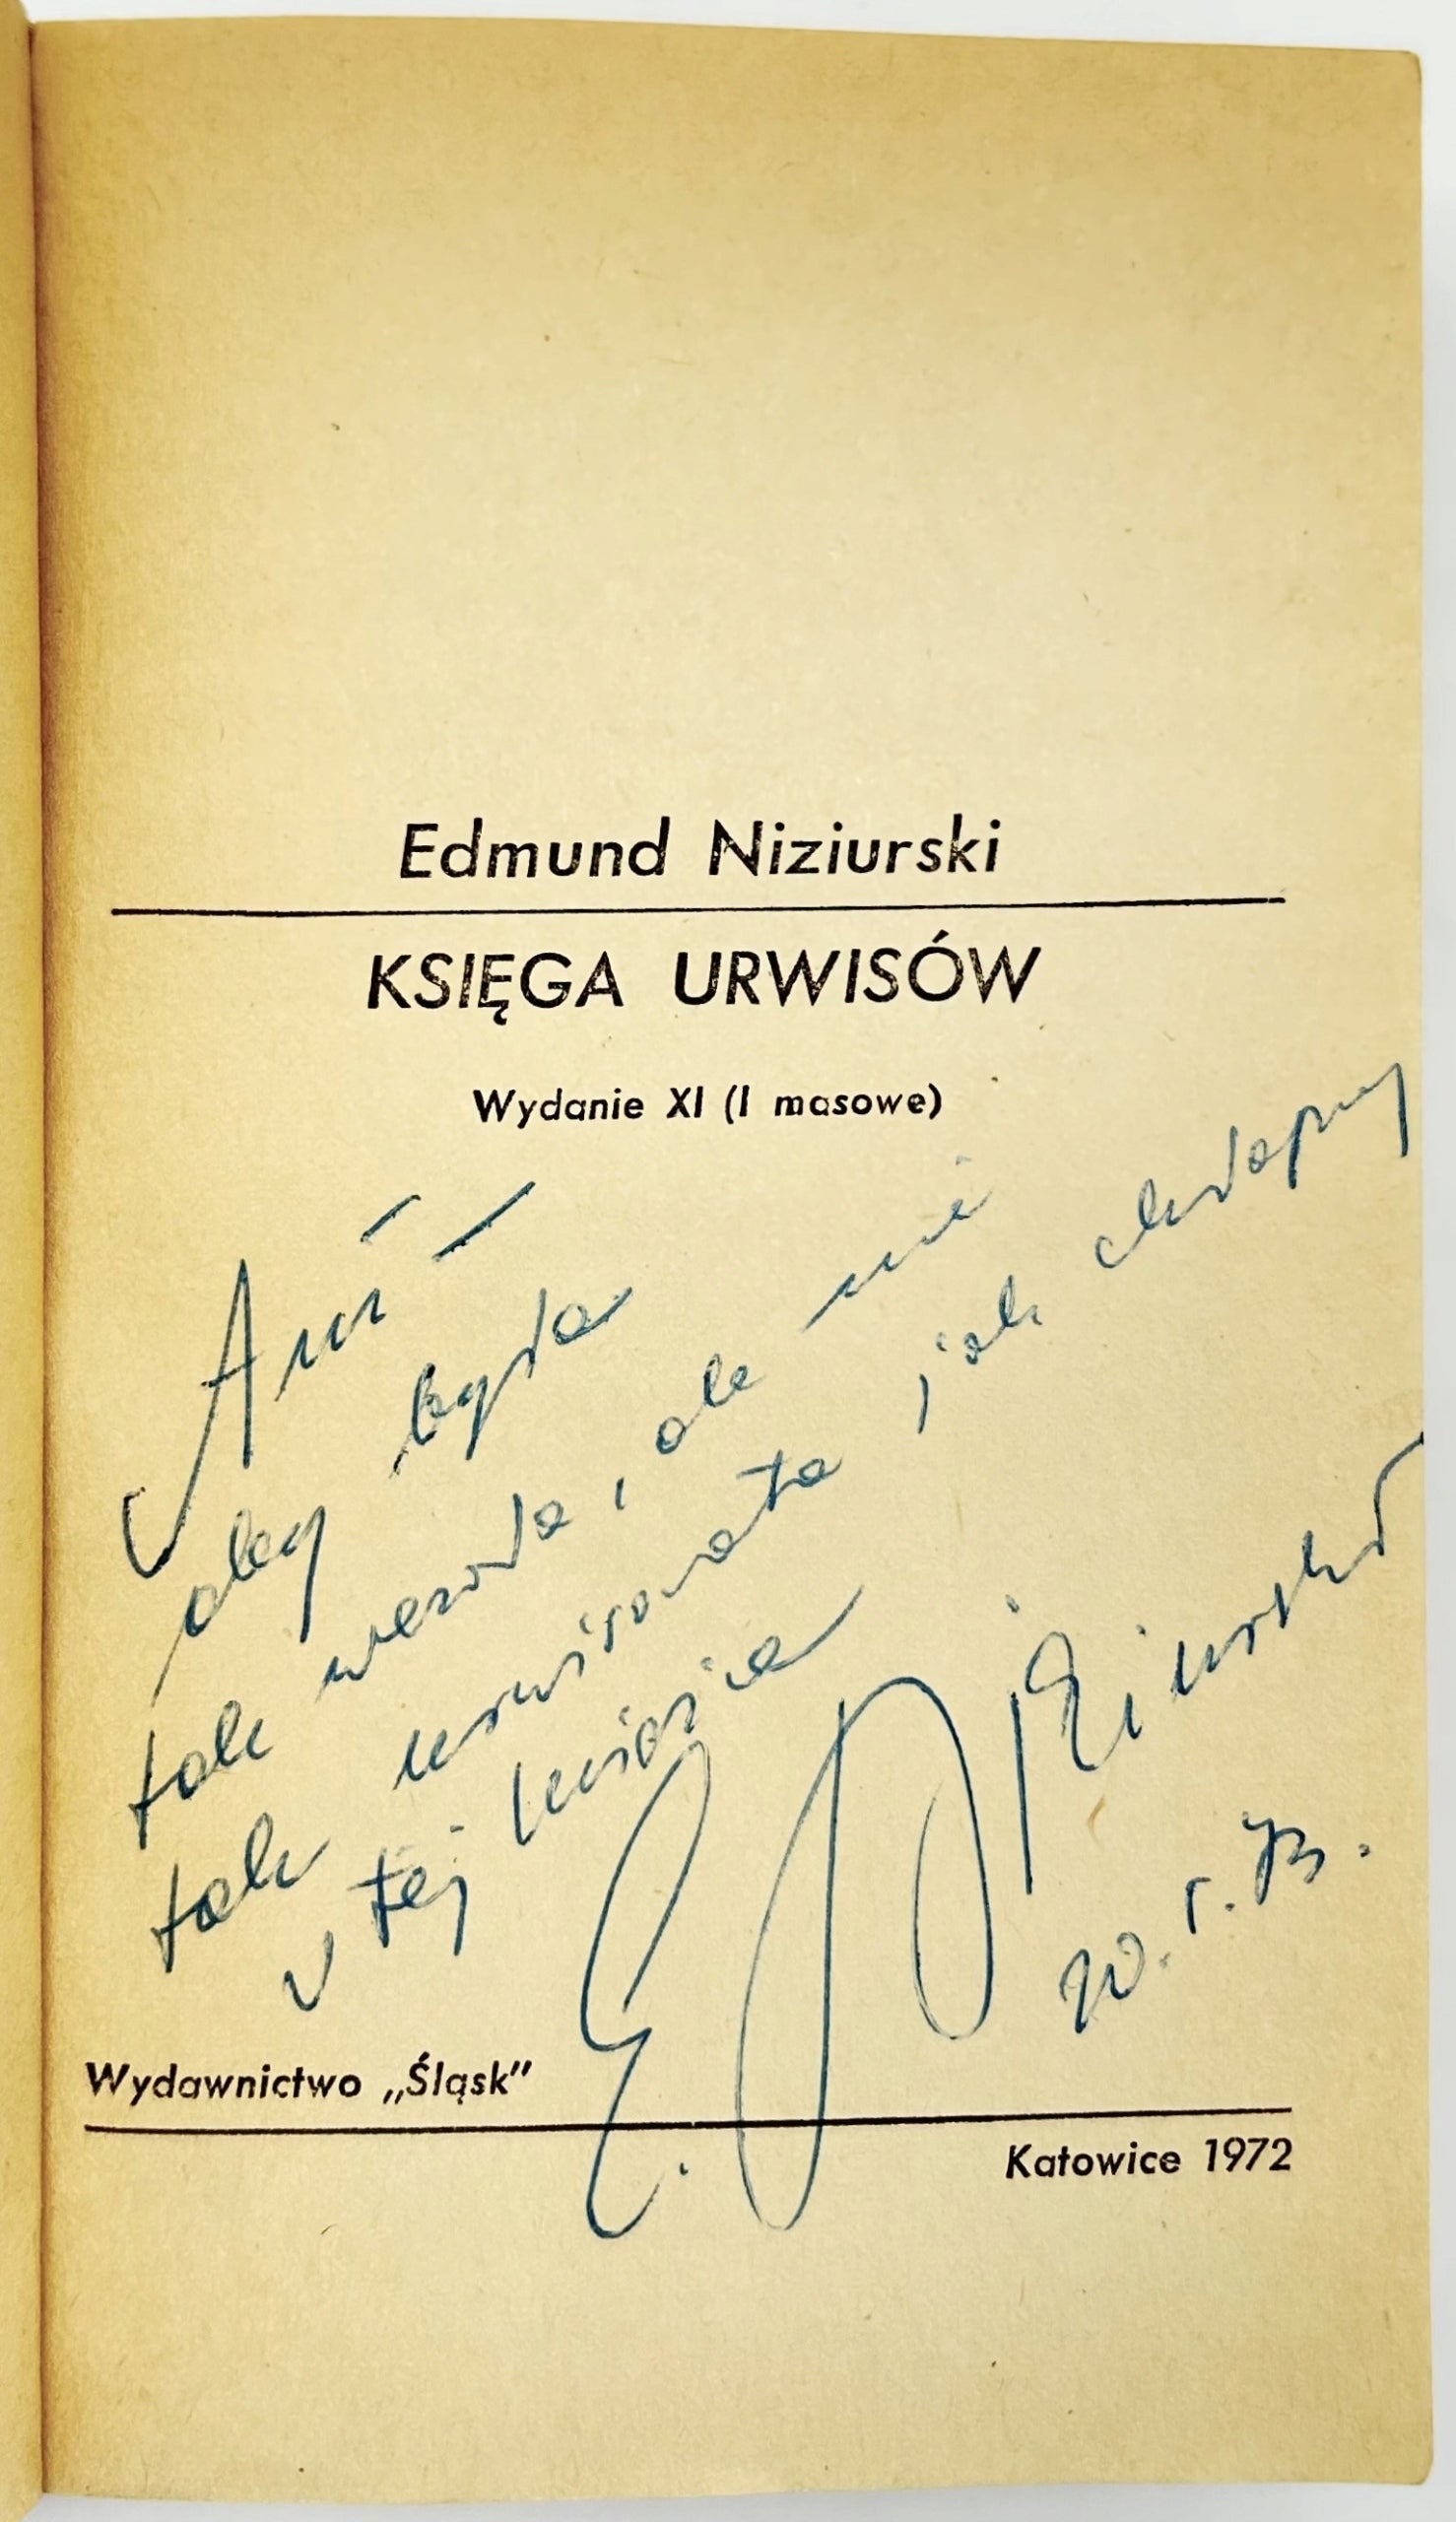 Edmund Niziurski
KSIĘGA URWISÓW
Wydanie XI (I masowe)
Ani –
aby była
tak wesoła, ale nie
tak urwisowata jak chłopcy
w tej książce
E. Niziurski
20. V. 73.
Wydawnictwo „Śląsk”
Katowice 1972